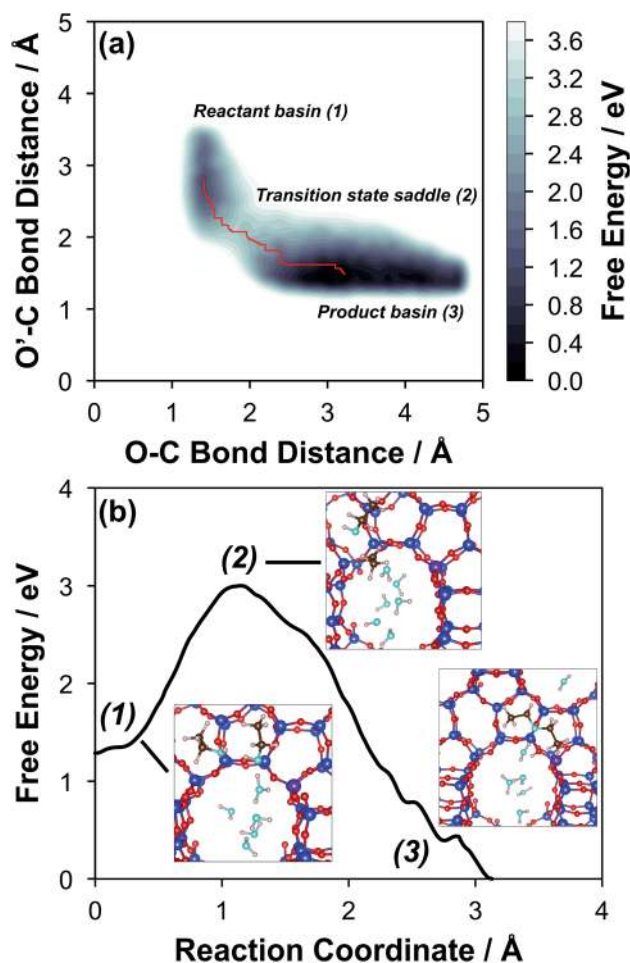 (a)
Reactant basin (1)
Transition state saddle (2)
Product basin (3)
O'-C Bond Distance / Å
5
4
3
2
1
0
0 1 2 3 4 5
O-C Bond Distance / Å
3.6
3.2
2.8
2.4
2.0
1.6
1.2
0.8
0.4
0.0
Free Energy / eV
(b)
(2)
(1)
(3)
Free Energy / eV
4
3
2
1
0
0 1 2 3 4
Reaction Coordinate / Å